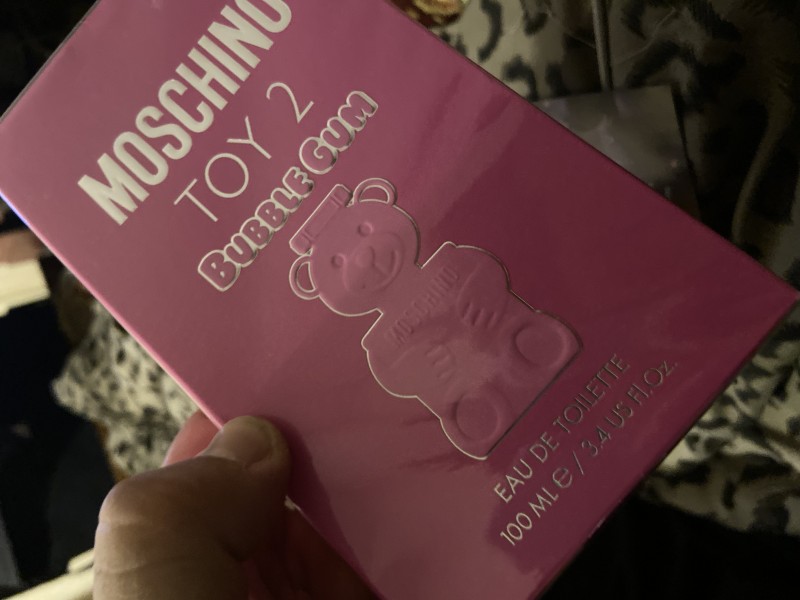 MOSCHINO
TOY 2
BUBBLE GUM
MOSCHINO
EAU DE TOILETTE
100 ML ℮ / 3.4 US Fl.Oz.